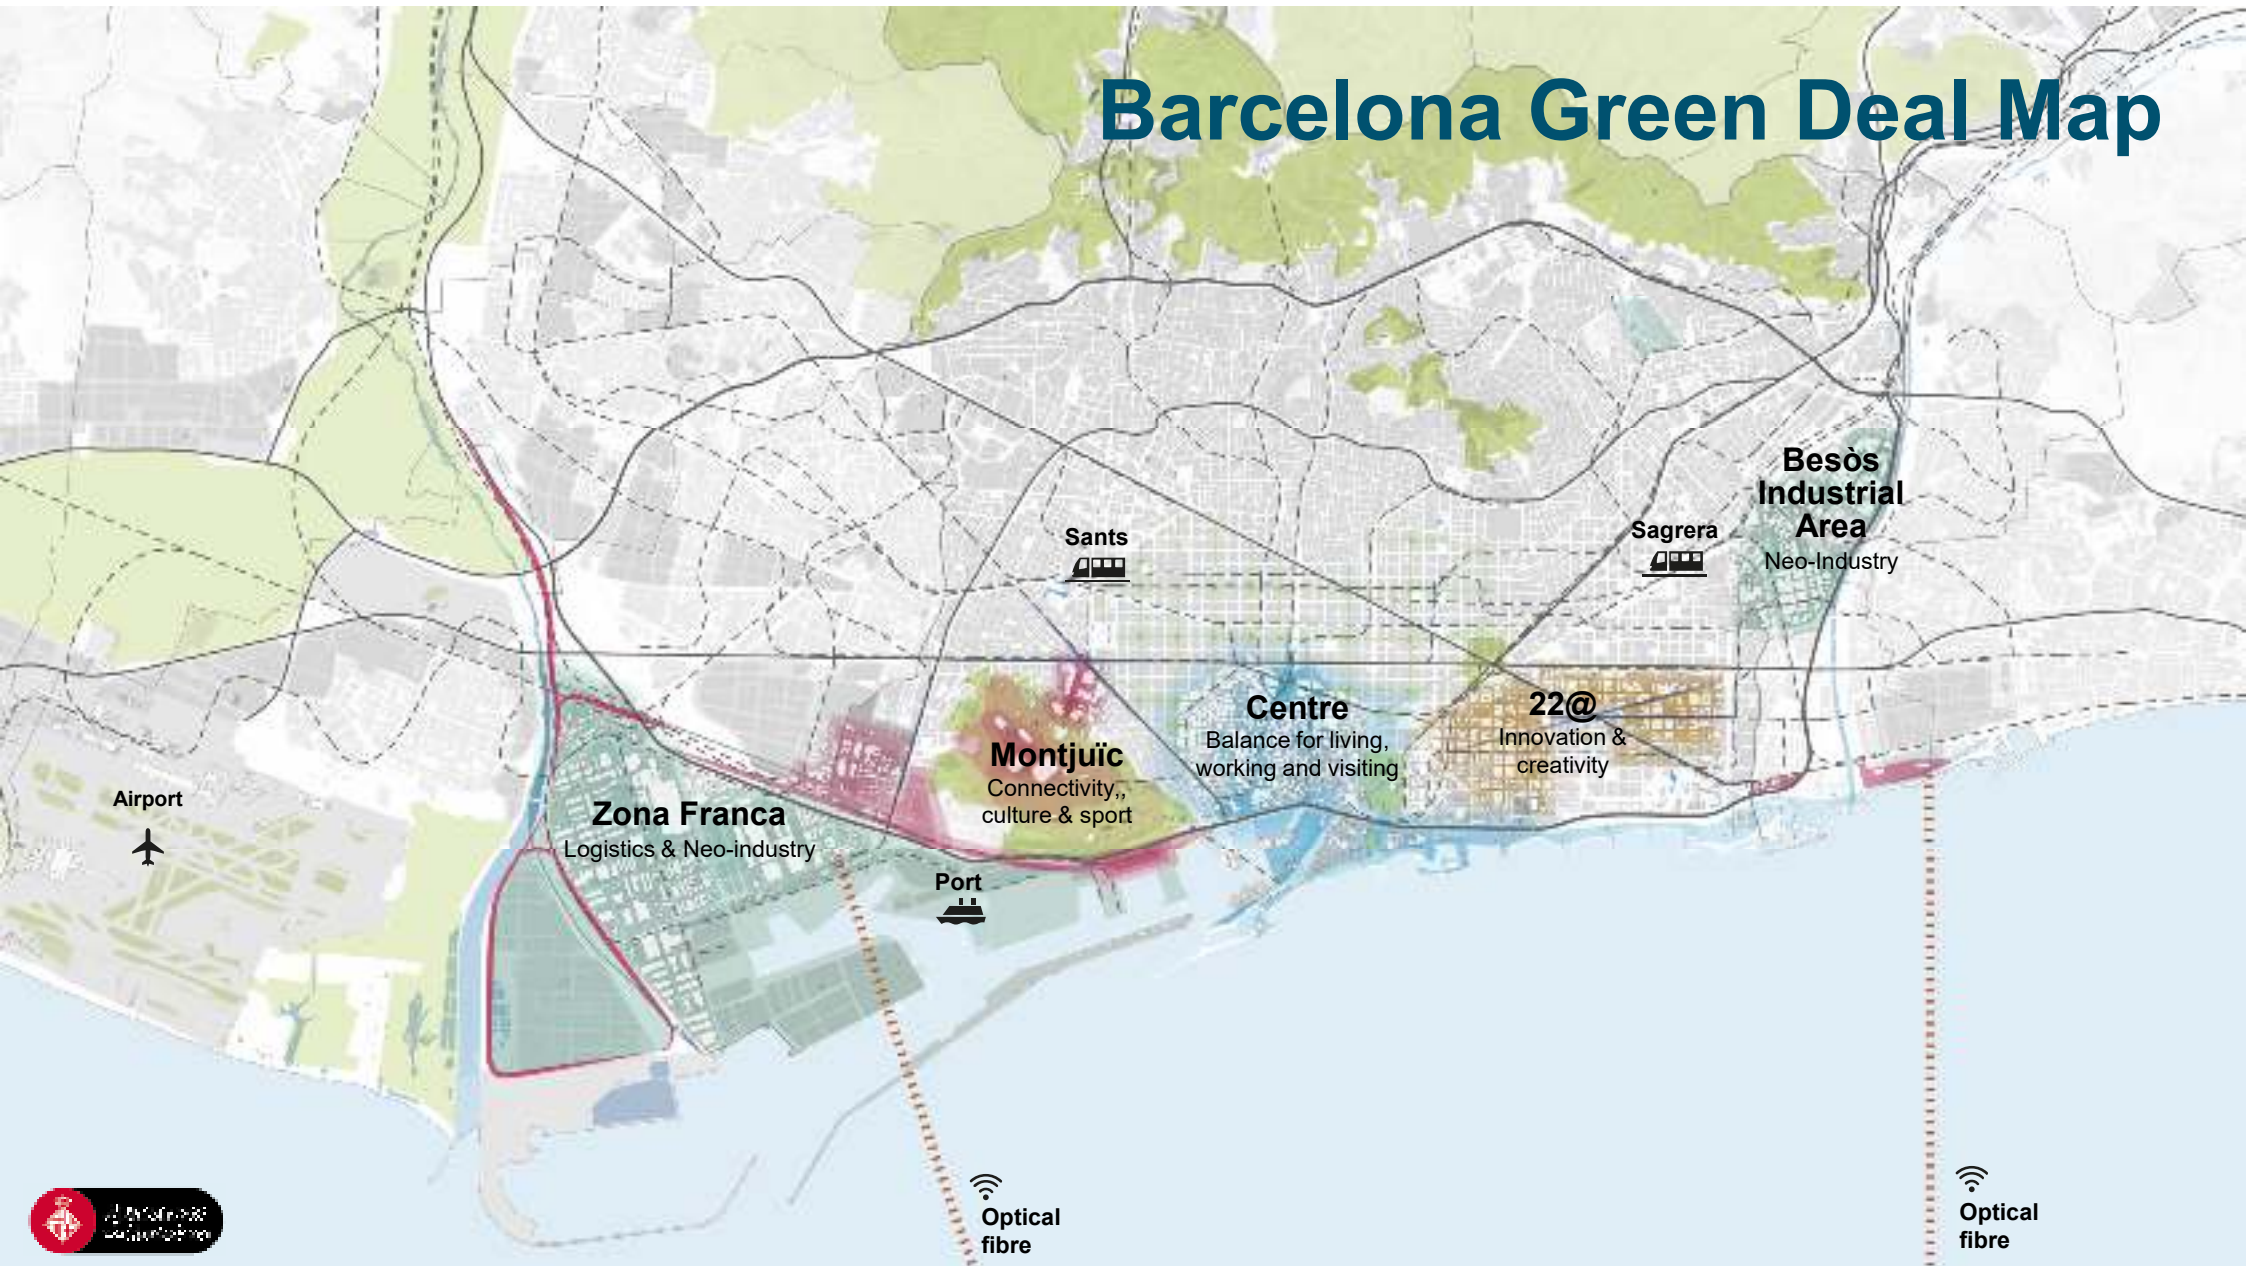 Barcelona Green Deal Map
Besòs
Industrial
Area
Neo-Industry
Sants
Sagrera
Centre
Balance for living,
working and visiting
22@
Innovation &
creativity
Montjuïc
Connectivity,,
culture & sport
Zona Franca
Logistics & Neo-industry
Airport
Port
Optical
fibre
Optical
fibre